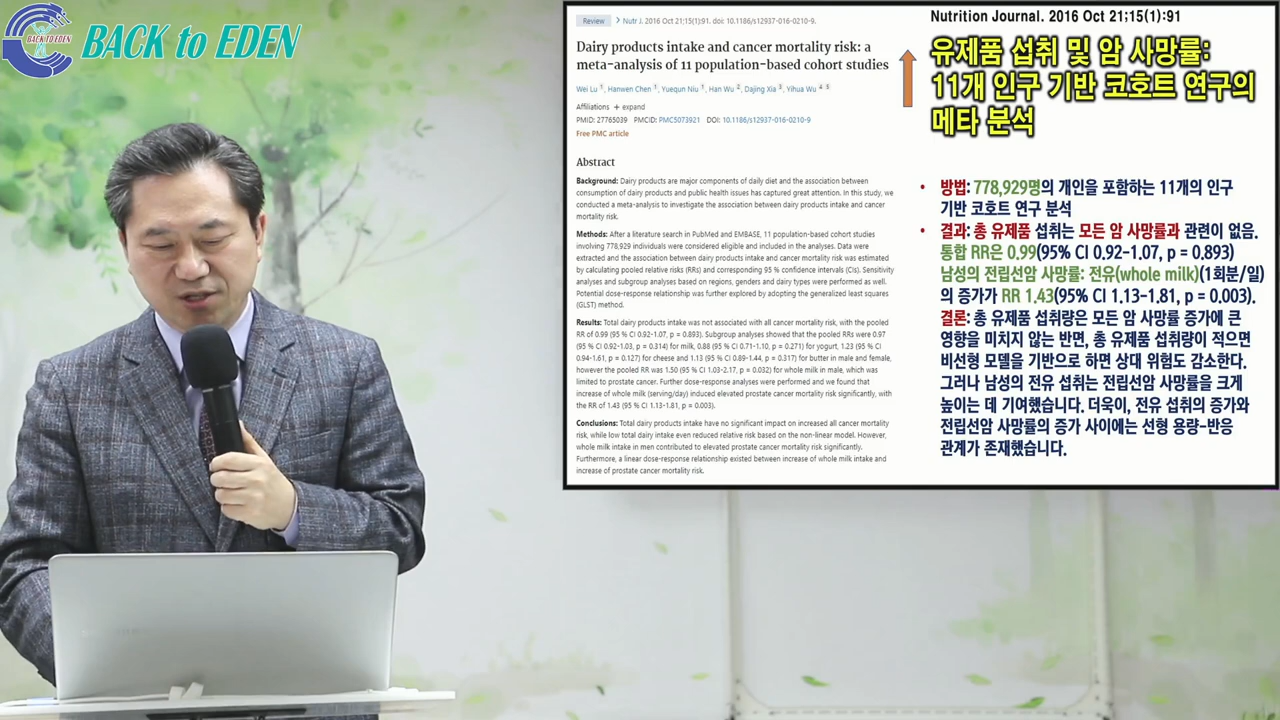 BACK TO EDEN
BACK to EDEN
Review
Nutr J. 2016 Oct 21;15(1):91. doi: 10.1186/s12937-016-0210-9.
Dairy products intake and cancer mortality risk: a
meta-analysis of 11 population-based cohort studies
Wei Lu 1, Hanwen Chen 1, Yuequn Niu 1, Han Wu 2, Dajing Xia 3, Yihua Wu 4 5
Affiliations + expand
PMID: 27765039 PMCID: PMC5073921 DOI: 10.1186/s12937-016-0210-9
Free PMC article
Abstract
Background: Dairy products are major components of daily diet and the association between
consumption of dairy products and public health issues has captured great attention. In this study, we
conducted a meta-analysis to investigate the association between dairy products intake and cancer
mortality risk.
Methods: After a literature search in PubMed and EMBASE, 11 population-based cohort studies
involving 778,929 individuals were considered eligible and included in the analyses. Data were
extracted and the association between dairy products intake and cancer mortality risk was estimated
by calculating pooled relative risks (RRs) and corresponding 95 % confidence intervals (CIs). Sensitivity
analyses and subgroup analyses based on regions, genders and dairy types were performed as well.
Potential dose-response relationship was further explored by adopting the generalized least squares
(GLST) method.
Results: Total dairy products intake was not associated with all cancer mortality risk, with the pooled
RR of 0.99 (95 % CI 0.92-1.07, p = 0.893). Subgroup analyses showed that the pooled RRs were 0.97
(95 % CI 0.92-1.03, p = 0.314) for milk, 0.88 (95 % CI 0.71-1.10, p = 0.271) for yogurt, 1.23 (95 % CI
0.94-1.61, p = 0.127) for cheese and 1.13 (95 % CI 0.89-1.44, p = 0.317) for butter in male and female,
however the pooled RR was 1.50 (95 % CI 1.03-2.17, p = 0.032) for whole milk in male, which was
limited to prostate cancer. Further dose-response analyses were performed and we found that
increase of whole milk (serving/day) induced elevated prostate cancer mortality risk significantly, with
the RR of 1.43 (95 % CI 1.13-1.81, p = 0.003).
Conclusions: Total dairy products intake have no significant impact on increased all cancer mortality
risk, while low total dairy intake even reduced relative risk based on the non-linear model. However,
whole milk intake in men contributed to elevated prostate cancer mortality risk significantly.
Furthermore, a linear dose-response relationship existed between increase of whole milk intake and
increase of prostate cancer mortality risk.
Nutrition Journal. 2016 Oct 21;15(1):91
유제품 섭취 및 암 사망률:
11개 인구 기반 코호트 연구의
메타 분석
• 방법: 778,929명의 개인을 포함하는 11개의 인구
기반 코호트 연구 분석
• 결과: 총 유제품 섭취는 모든 암 사망률과 관련이 없음.
통합 RR은 0.99(95% CI 0.92-1.07, p = 0.893)
남성의 전립선암 사망률: 전유(whole milk)(1회분/일)
의 증가가 RR 1.43(95% CI 1.13-1.81, p = 0.003).
결론: 총 유제품 섭취량은 모든 암 사망률 증가에 큰
영향을 미치지 않는 반면, 총 유제품 섭취량이 적으면
비선형 모델을 기반으로 하면 상대 위험도 감소한다.
그러나 남성의 전유 섭취는 전립선암 사망률을 크게
높이는 데 기여했습니다. 더욱이, 전유 섭취의 증가와
전립선암 사망률의 증가 사이에는 선형 용량-반응
관계가 존재했습니다.